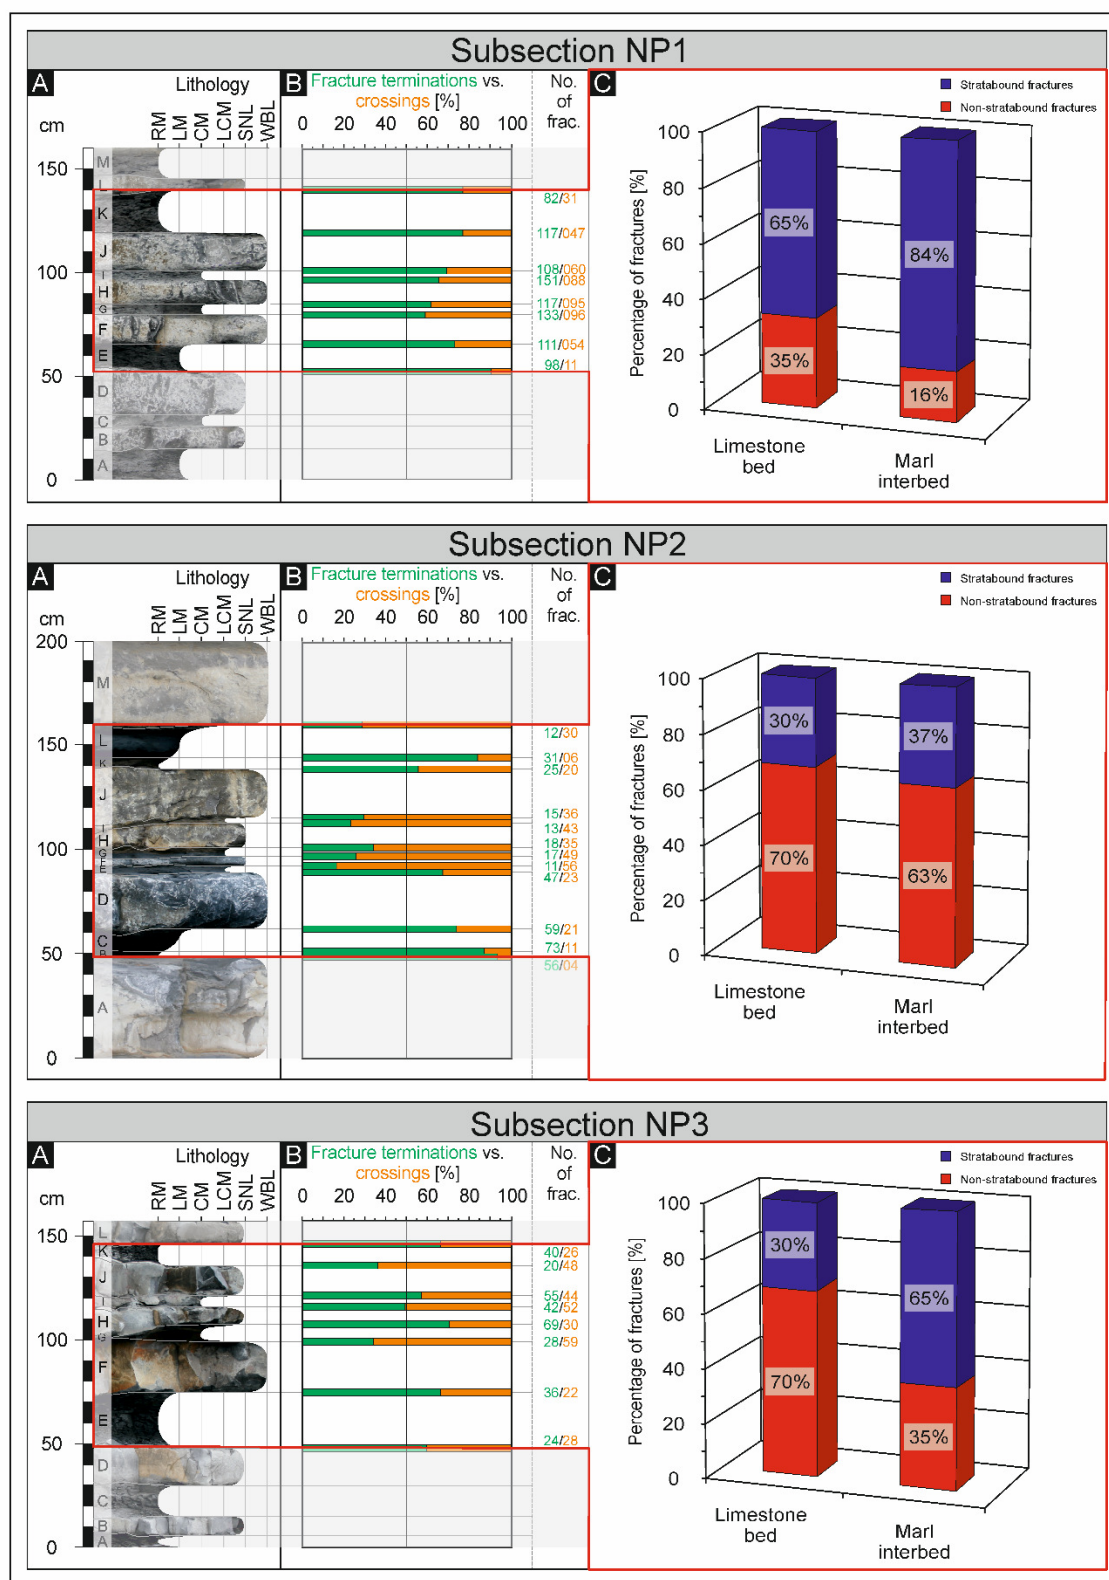 Subsection NP1
A
Lithology
cm
RM
LM
CM
LCM
SNL
WBL
150
100
50
0
M
L
K
J
I
H
G
F
E
D
C
B
A
B
Fracture terminations vs.
crossings [%]
0 20 40 60 80 100
No.
of
frac.
82/31
117/047
108/060
151/088
117/095
133/096
111/054
98/11
C
Stratabound fractures
Non-stratabound fractures
Percentage of fractures [%]
100
80
60
40
20
0
65%
35%
84%
16%
Limestone
bed
Marl
interbed
Subsection NP2
A
Lithology
cm
RM
LM
CM
LCM
SNL
WBL
200
150
100
50
0
M
L
K
J
I
H
G
F
E
D
C
B
A
B
Fracture terminations vs.
crossings [%]
0 20 40 60 80 100
No.
of
frac.
12/30
31/06
25/20
15/36
13/43
18/35
17/49
11/56
47/23
59/21
73/11
56/04
C
Stratabound fractures
Non-stratabound fractures
Percentage of fractures [%]
100
80
60
40
20
0
30%
70%
37%
63%
Limestone
bed
Marl
interbed
Subsection NP3
A
Lithology
cm
RM
LM
CM
LCM
SNL
WBL
150
100
50
0
L
K
J
I
H
G
F
E
D
C
B
A
B
Fracture terminations vs.
crossings [%]
0 20 40 60 80 100
No.
of
frac.
40/26
20/48
55/44
42/52
69/30
28/59
36/22
24/28
C
Stratabound fractures
Non-stratabound fractures
Percentage of fractures [%]
100
80
60
40
20
0
30%
70%
65%
35%
Limestone
bed
Marl
interbed